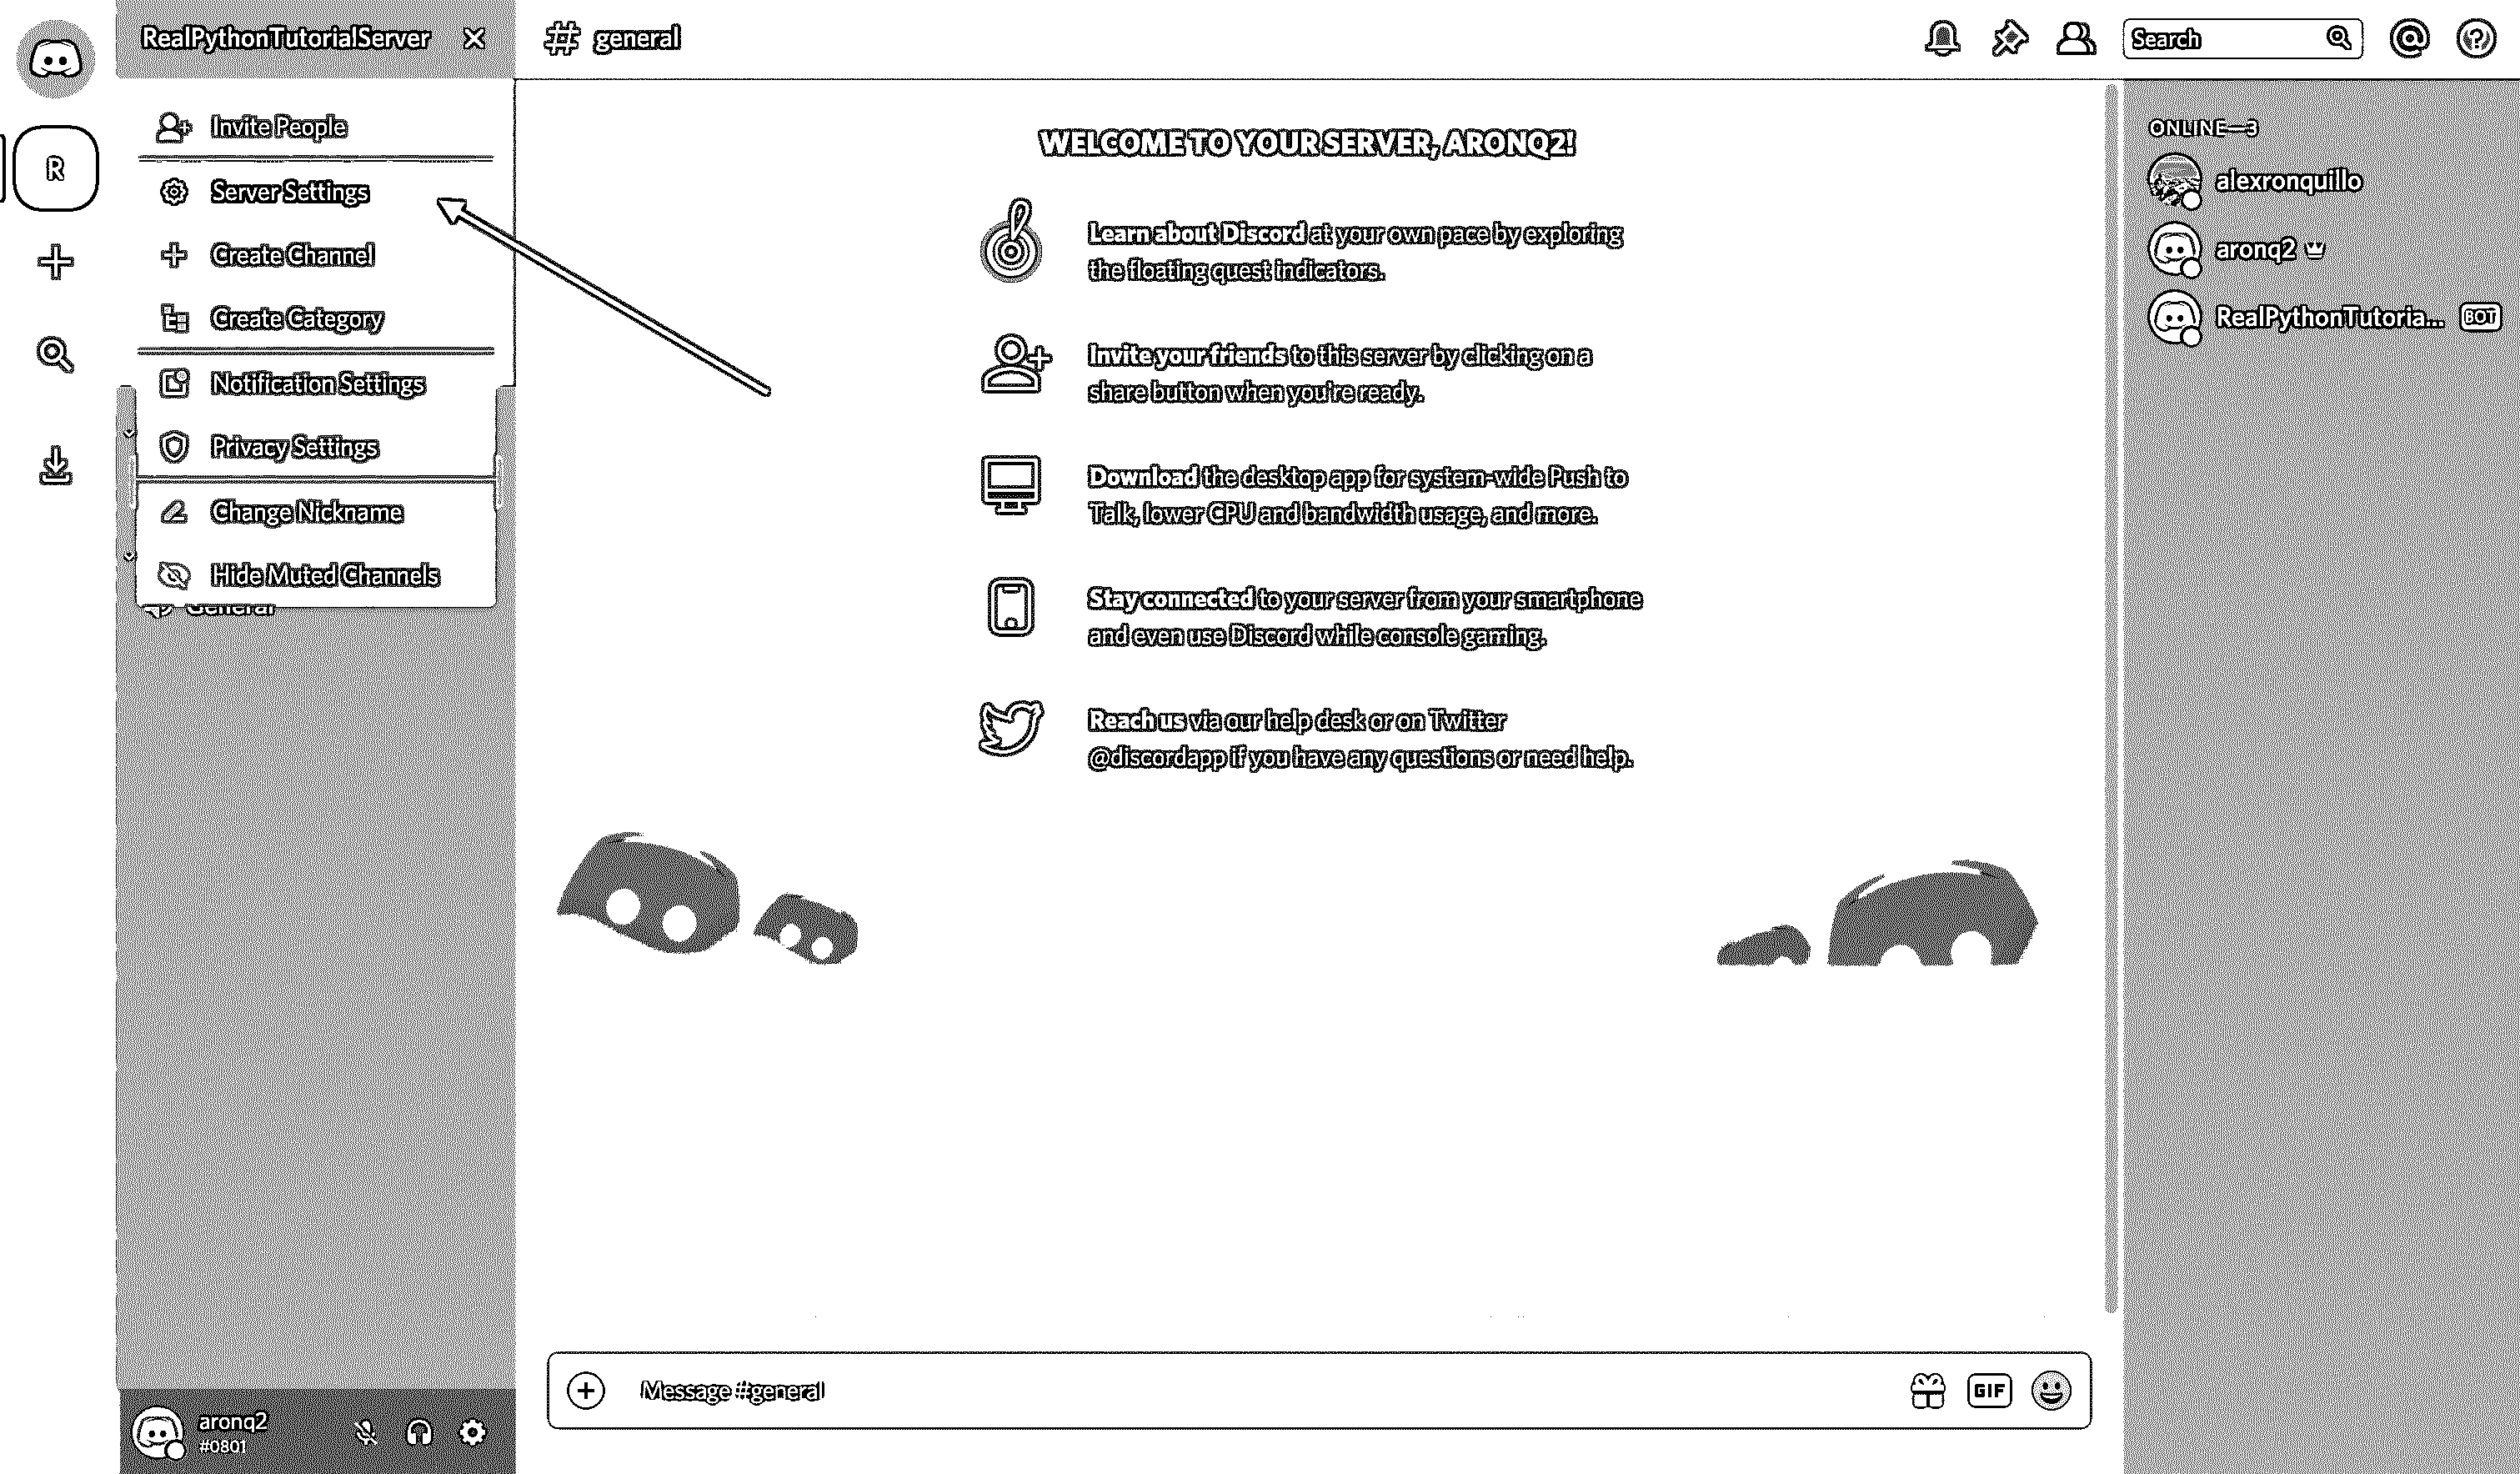 RealPythonTutorialServer
general
Search
R
Invite People
Server Settings
Create Channel
Create Category
Notification Settings
Privacy Settings
Change Nickname
Hide Muted Channels
General
WELCOME TO YOUR SERVER, ARONQ2!
Learn about Discord at your own pace by exploring
the floating quest indicators.
Invite your friends to this server by clicking on a
share button when you're ready.
Download the desktop app for system-wide Push to
Talk, lower CPU and bandwidth usage, and more.
Stay connected to your server from your smartphone
and even use Discord while console gaming.
Reach us via our help desk or on Twitter
@discordapp if you have any questions or need help.
ONLINE—3
alexronquillo
aronq2
RealPythonTutoria... BOT
Message #general
GIF
aronq2
#0801